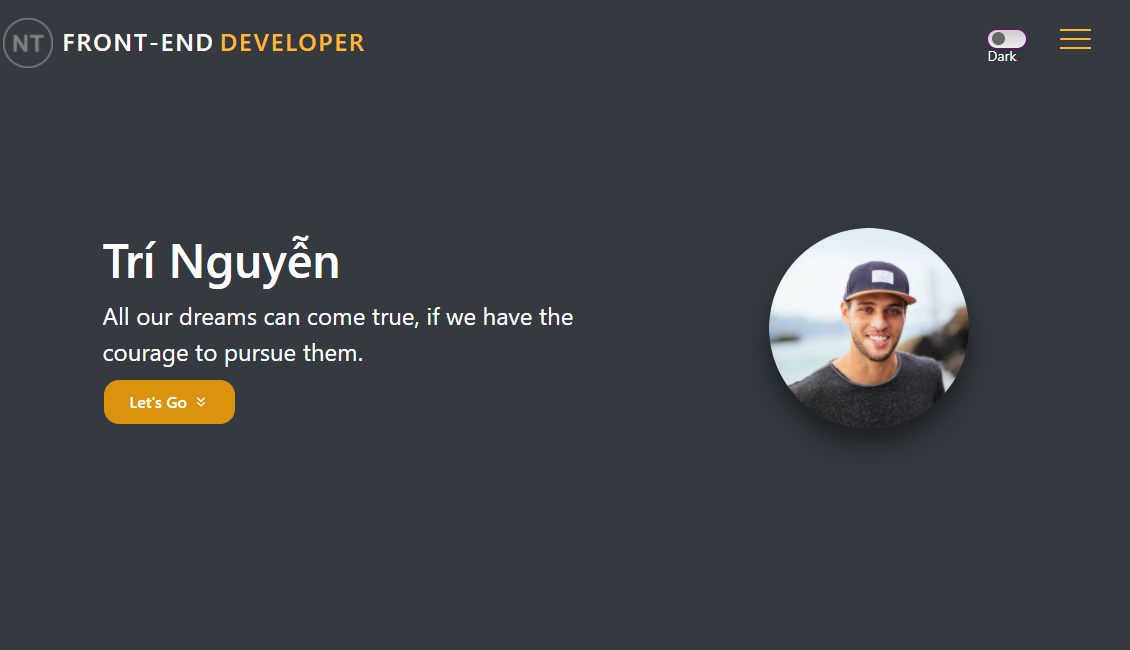 NT FRONT-END DEVELOPER
Dark
Trí Nguyễn
All our dreams can come true, if we have the
courage to pursue them.
Let's Go